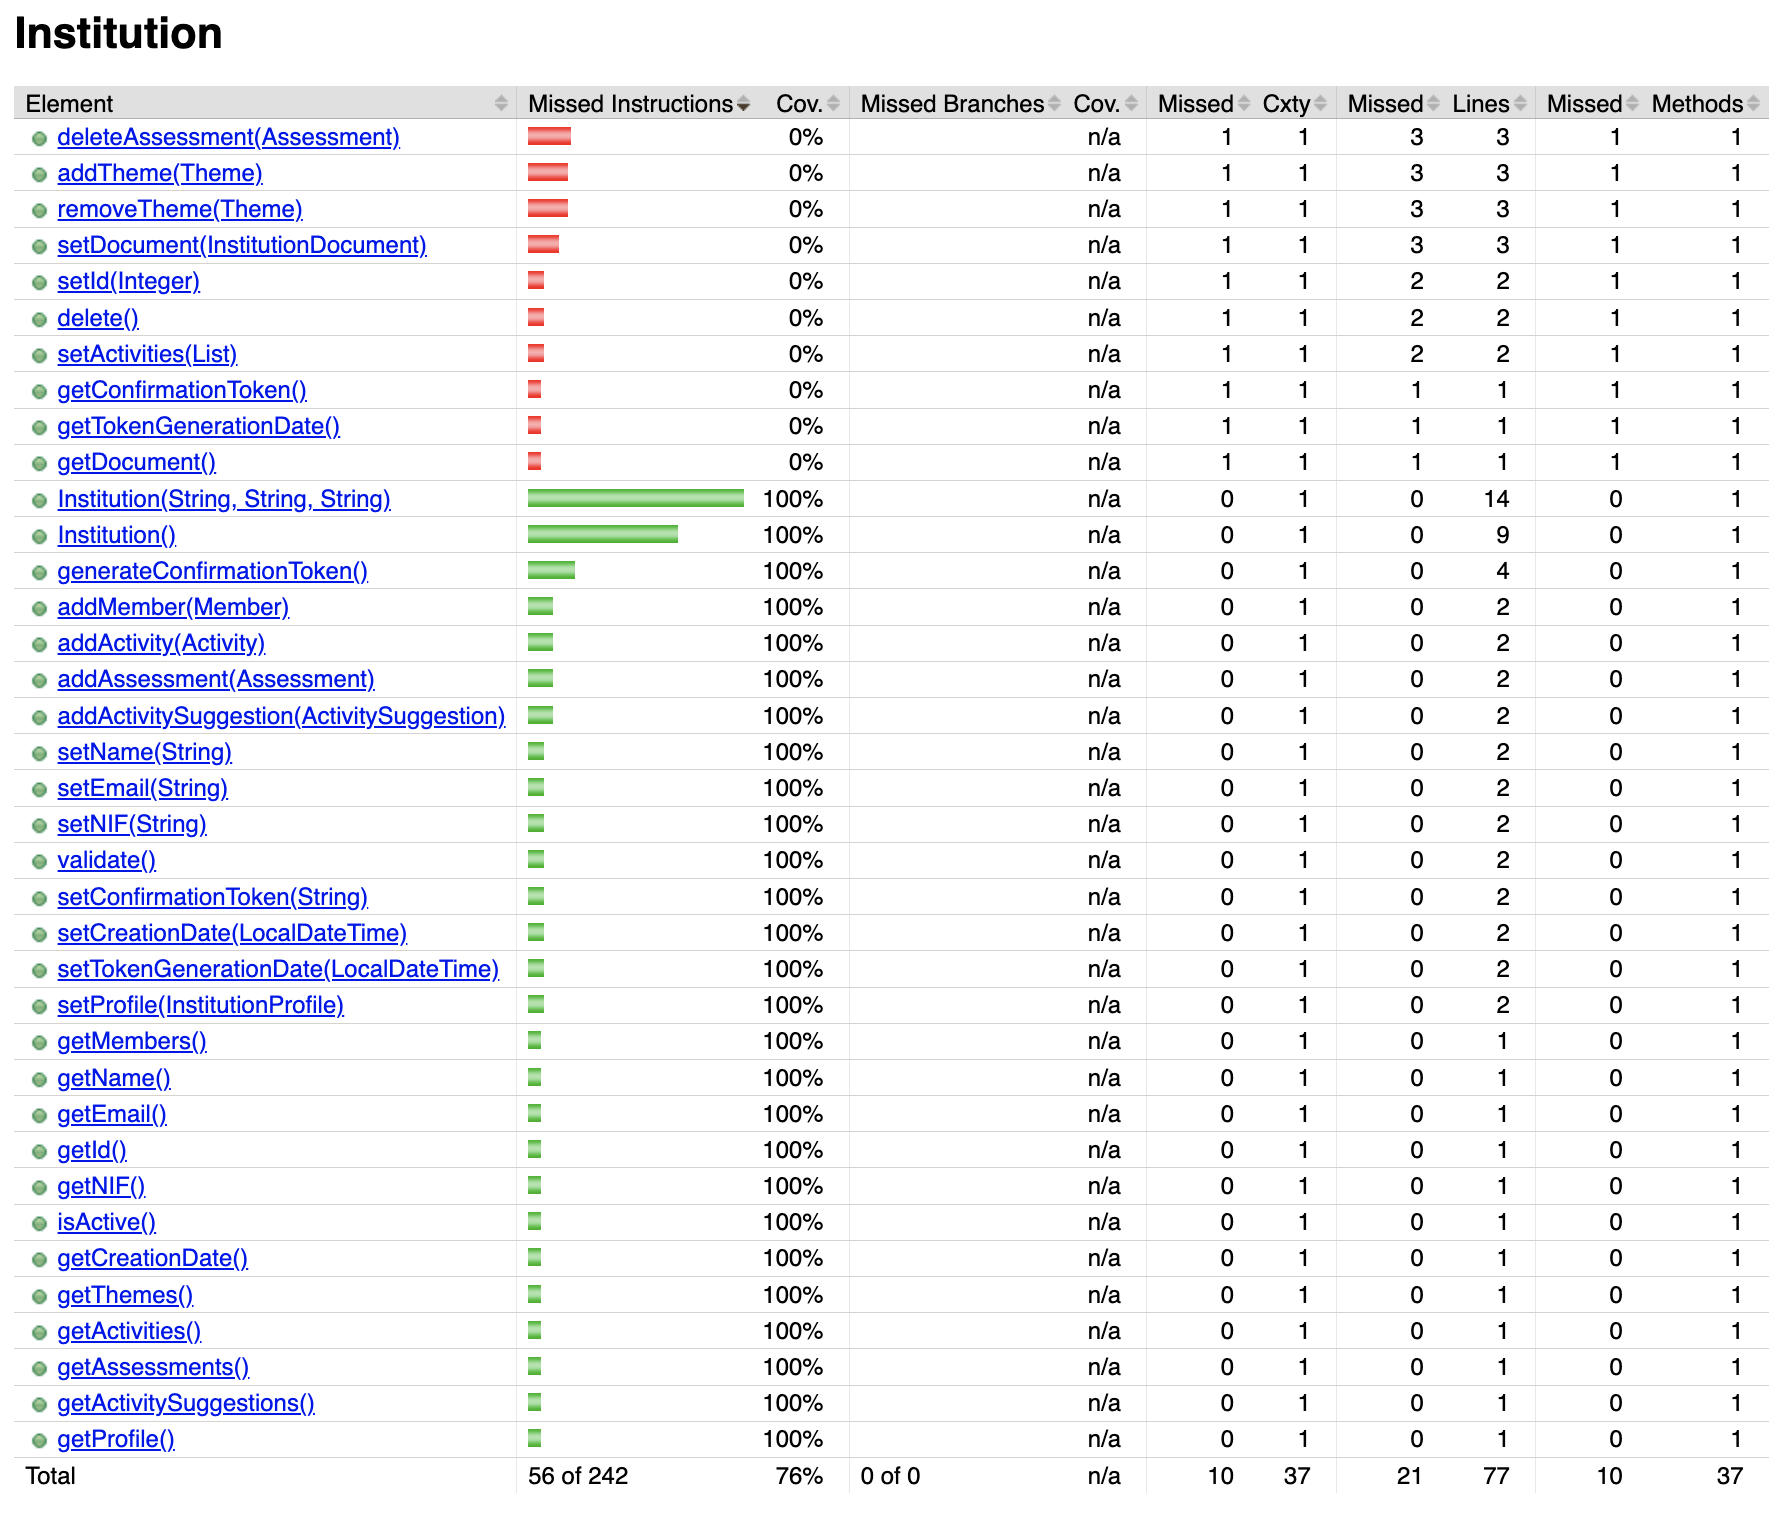 Institution
Element Missed Instructions Cov. Missed Branches Cov. Missed Cxty Missed Lines Missed Methods
deleteAssessment(Assessment) 0% n/a 1 1 3 3 1 1
addTheme(Theme) 0% n/a 1 1 3 3 1 1
removeTheme(Theme) 0% n/a 1 1 3 3 1 1
setDocument(InstitutionDocument) 0% n/a 1 1 3 3 1 1
setId(Integer) 0% n/a 1 1 2 2 1 1
delete() 0% n/a 1 1 2 2 1 1
setActivities(List) 0% n/a 1 1 2 2 1 1
getConfirmationToken() 0% n/a 1 1 1 1 1 1
getTokenGenerationDate() 0% n/a 1 1 1 1 1 1
getDocument() 0% n/a 1 1 1 1 1 1
Institution(String, String, String) 100% n/a 0 1 0 14 0 1
Institution() 100% n/a 0 1 0 9 0 1
generateConfirmationToken() 100% n/a 0 1 0 4 0 1
addMember(Member) 100% n/a 0 1 0 2 0 1
addActivity(Activity) 100% n/a 0 1 0 2 0 1
addAssessment(Assessment) 100% n/a 0 1 0 2 0 1
addActivitySuggestion(ActivitySuggestion) 100% n/a 0 1 0 2 0 1
setName(String) 100% n/a 0 1 0 2 0 1
setEmail(String) 100% n/a 0 1 0 2 0 1
setNIF(String) 100% n/a 0 1 0 2 0 1
validate() 100% n/a 0 1 0 2 0 1
setConfirmationToken(String) 100% n/a 0 1 0 2 0 1
setCreationDate(LocalDateTime) 100% n/a 0 1 0 2 0 1
setTokenGenerationDate(LocalDateTime) 100% n/a 0 1 0 2 0 1
setProfile(InstitutionProfile) 100% n/a 0 1 0 2 0 1
getMembers() 100% n/a 0 1 0 1 0 1
getName() 100% n/a 0 1 0 1 0 1
getEmail() 100% n/a 0 1 0 1 0 1
getId() 100% n/a 0 1 0 1 0 1
getNIF() 100% n/a 0 1 0 1 0 1
isActive() 100% n/a 0 1 0 1 0 1
getCreationDate() 100% n/a 0 1 0 1 0 1
getThemes() 100% n/a 0 1 0 1 0 1
getActivities() 100% n/a 0 1 0 1 0 1
getAssessments() 100% n/a 0 1 0 1 0 1
getActivitySuggestions() 100% n/a 0 1 0 1 0 1
getProfile() 100% n/a 0 1 0 1 0 1
Total 56 of 242 76% 0 of 0 n/a 10 37 21 77 10 37